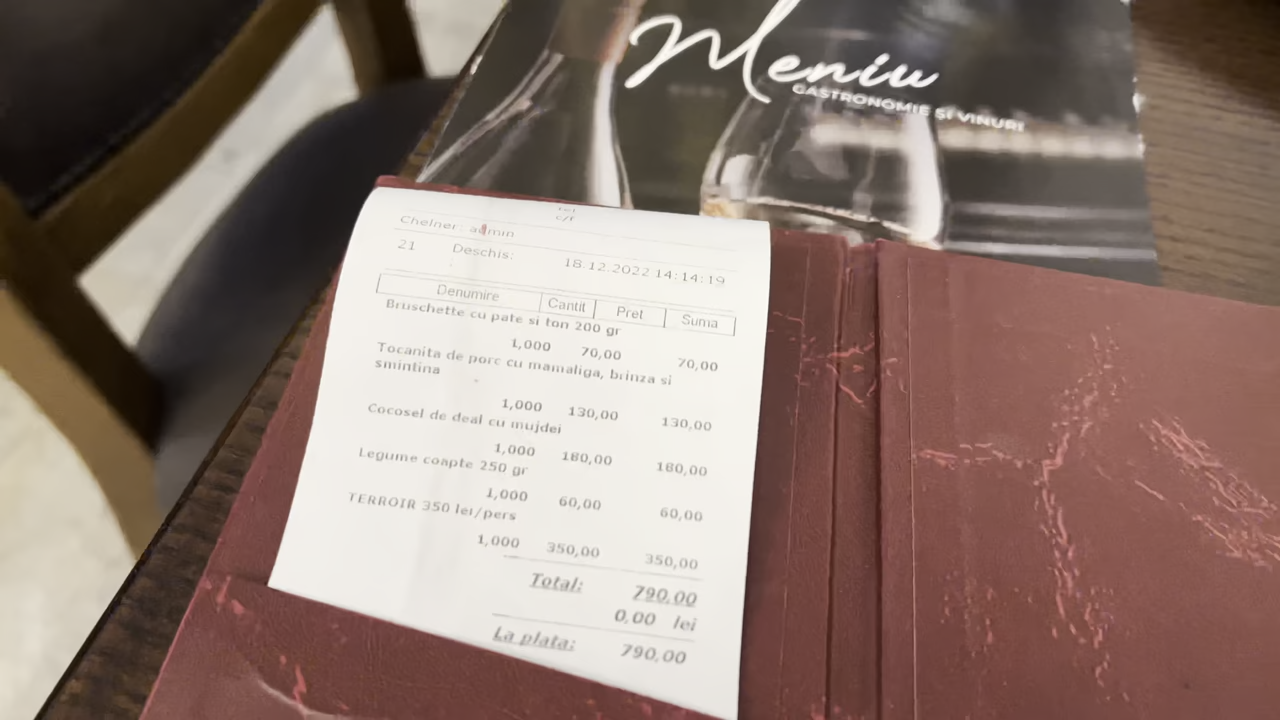 Meniu
GASTRONOMIE ȘI VINURI
c/f
Chelner: admin
21 Deschis: 18.12.2022 14:14:19
Denumire Cantit Pret Suma
Bruschette cu pate si ton 200 gr
1,000 70,00 70,00
Tocanita de porc cu mamaliga, brinza si
smintina
1,000 130,00 130,00
Cocosel de deal cu mujdei
1,000 180,00 180,00
Legume coapte 250 gr
1,000 60,00 60,00
TERROIR 350 lei/pers
1,000 350,00 350,00
Total: 790,00
0,00 lei
La plata: 790,00